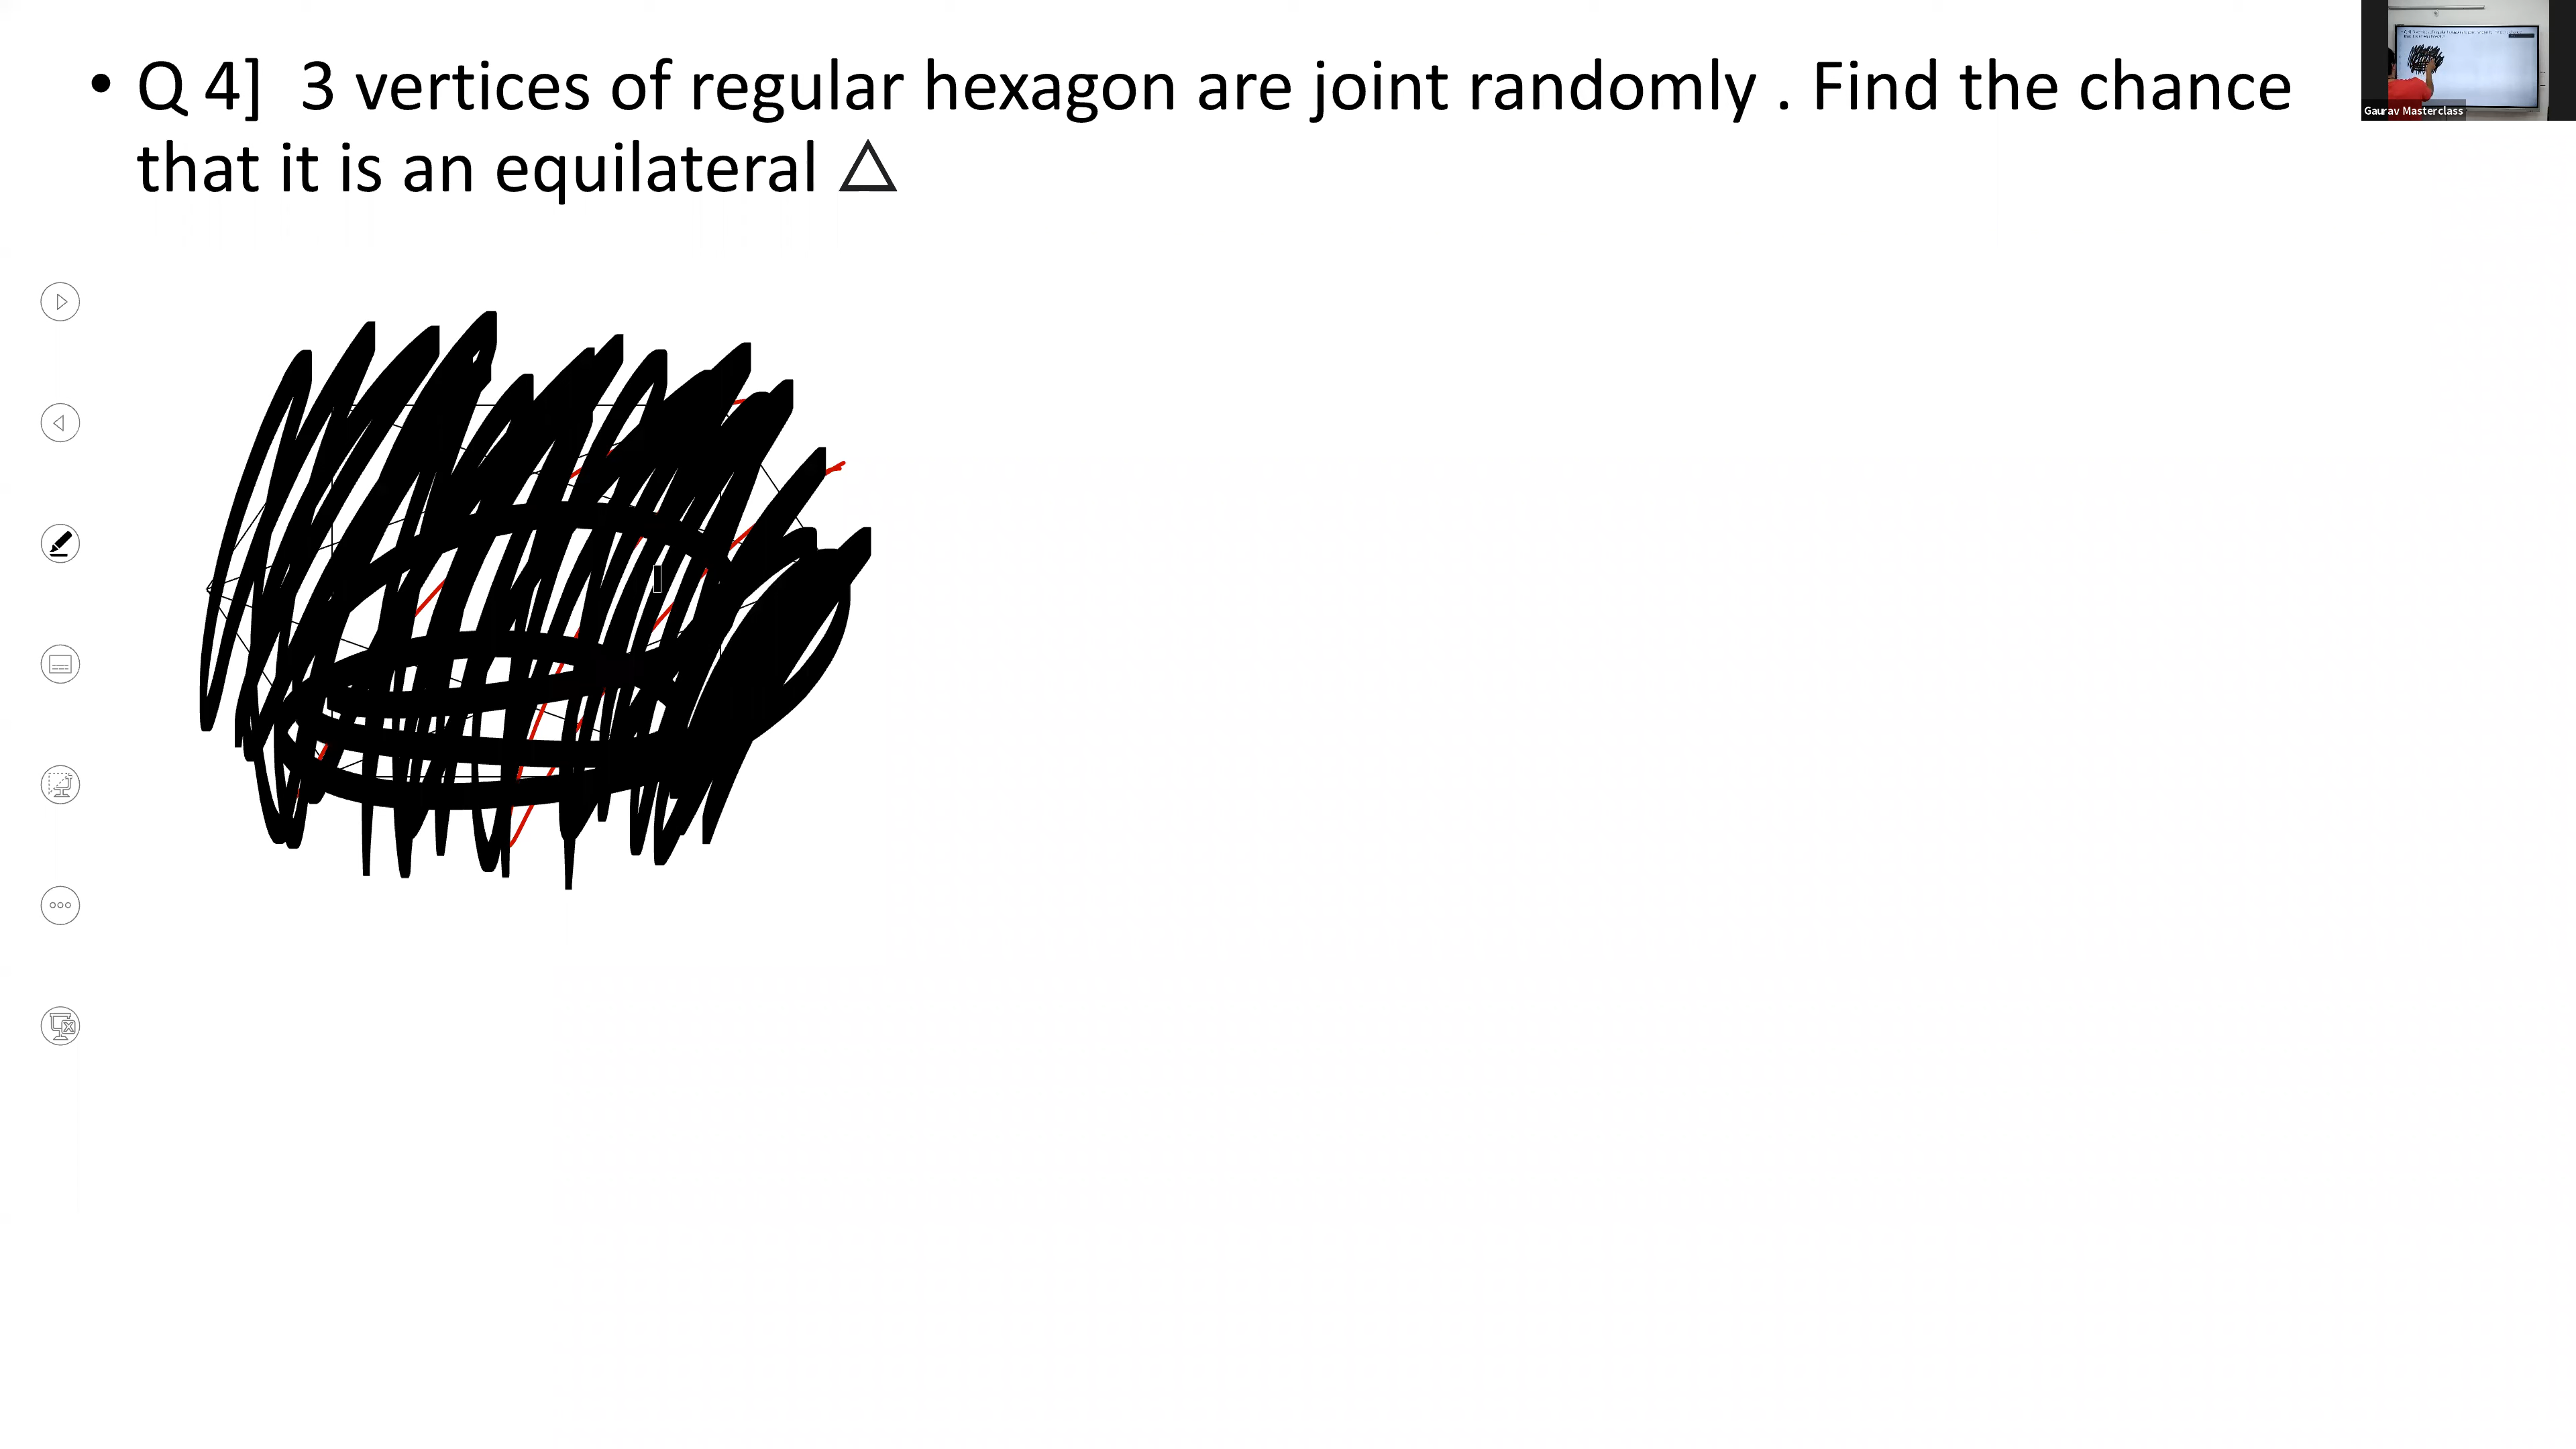 • Q 4] 3 vertices of regular hexagon are joint randomly . Find the chance
that it is an equilateral △
Gaurav Masterclass